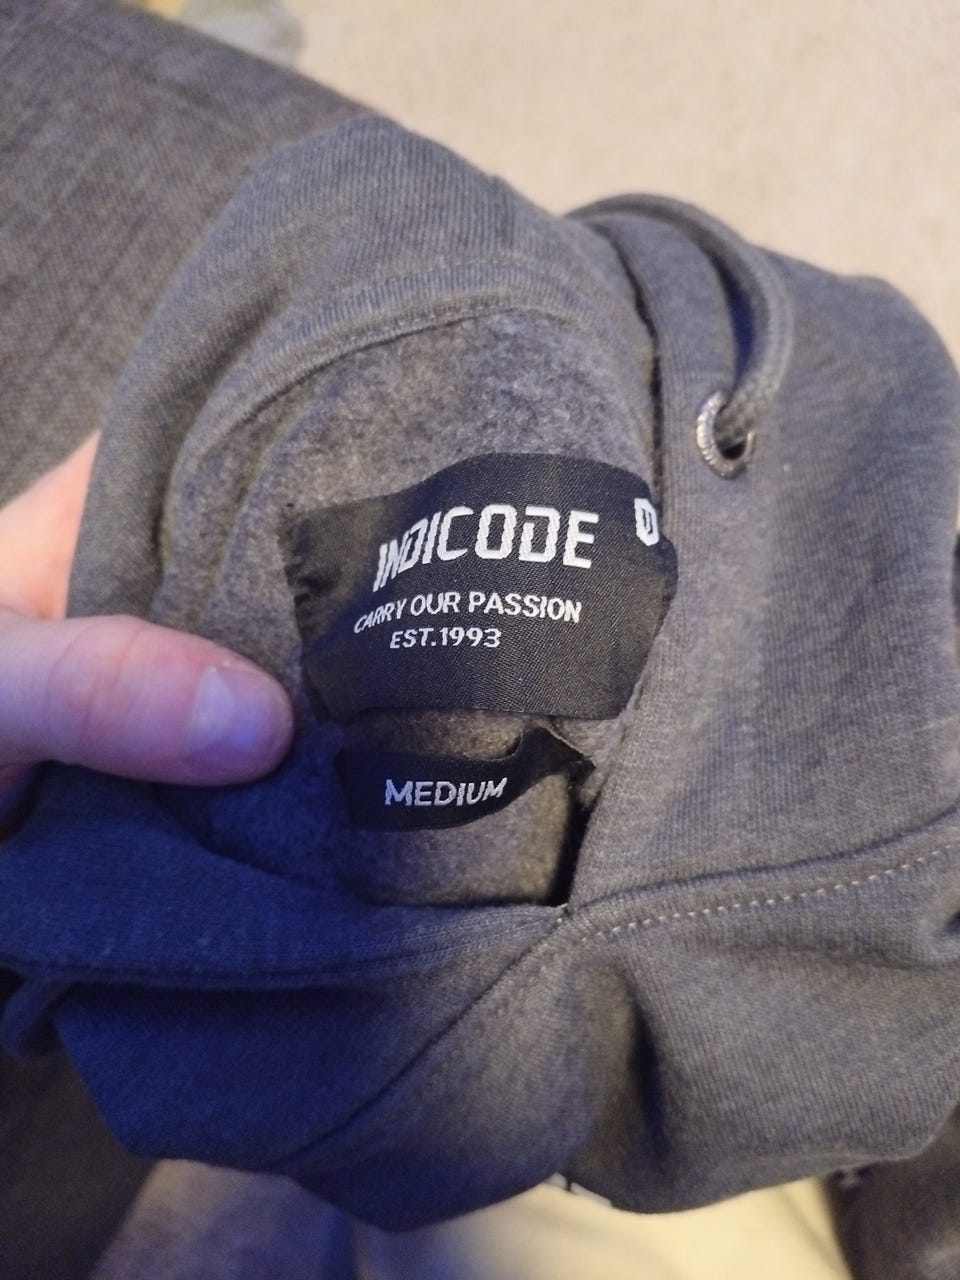 INDICODE
CARRY OUR PASSION
EST.1993
MEDIUM